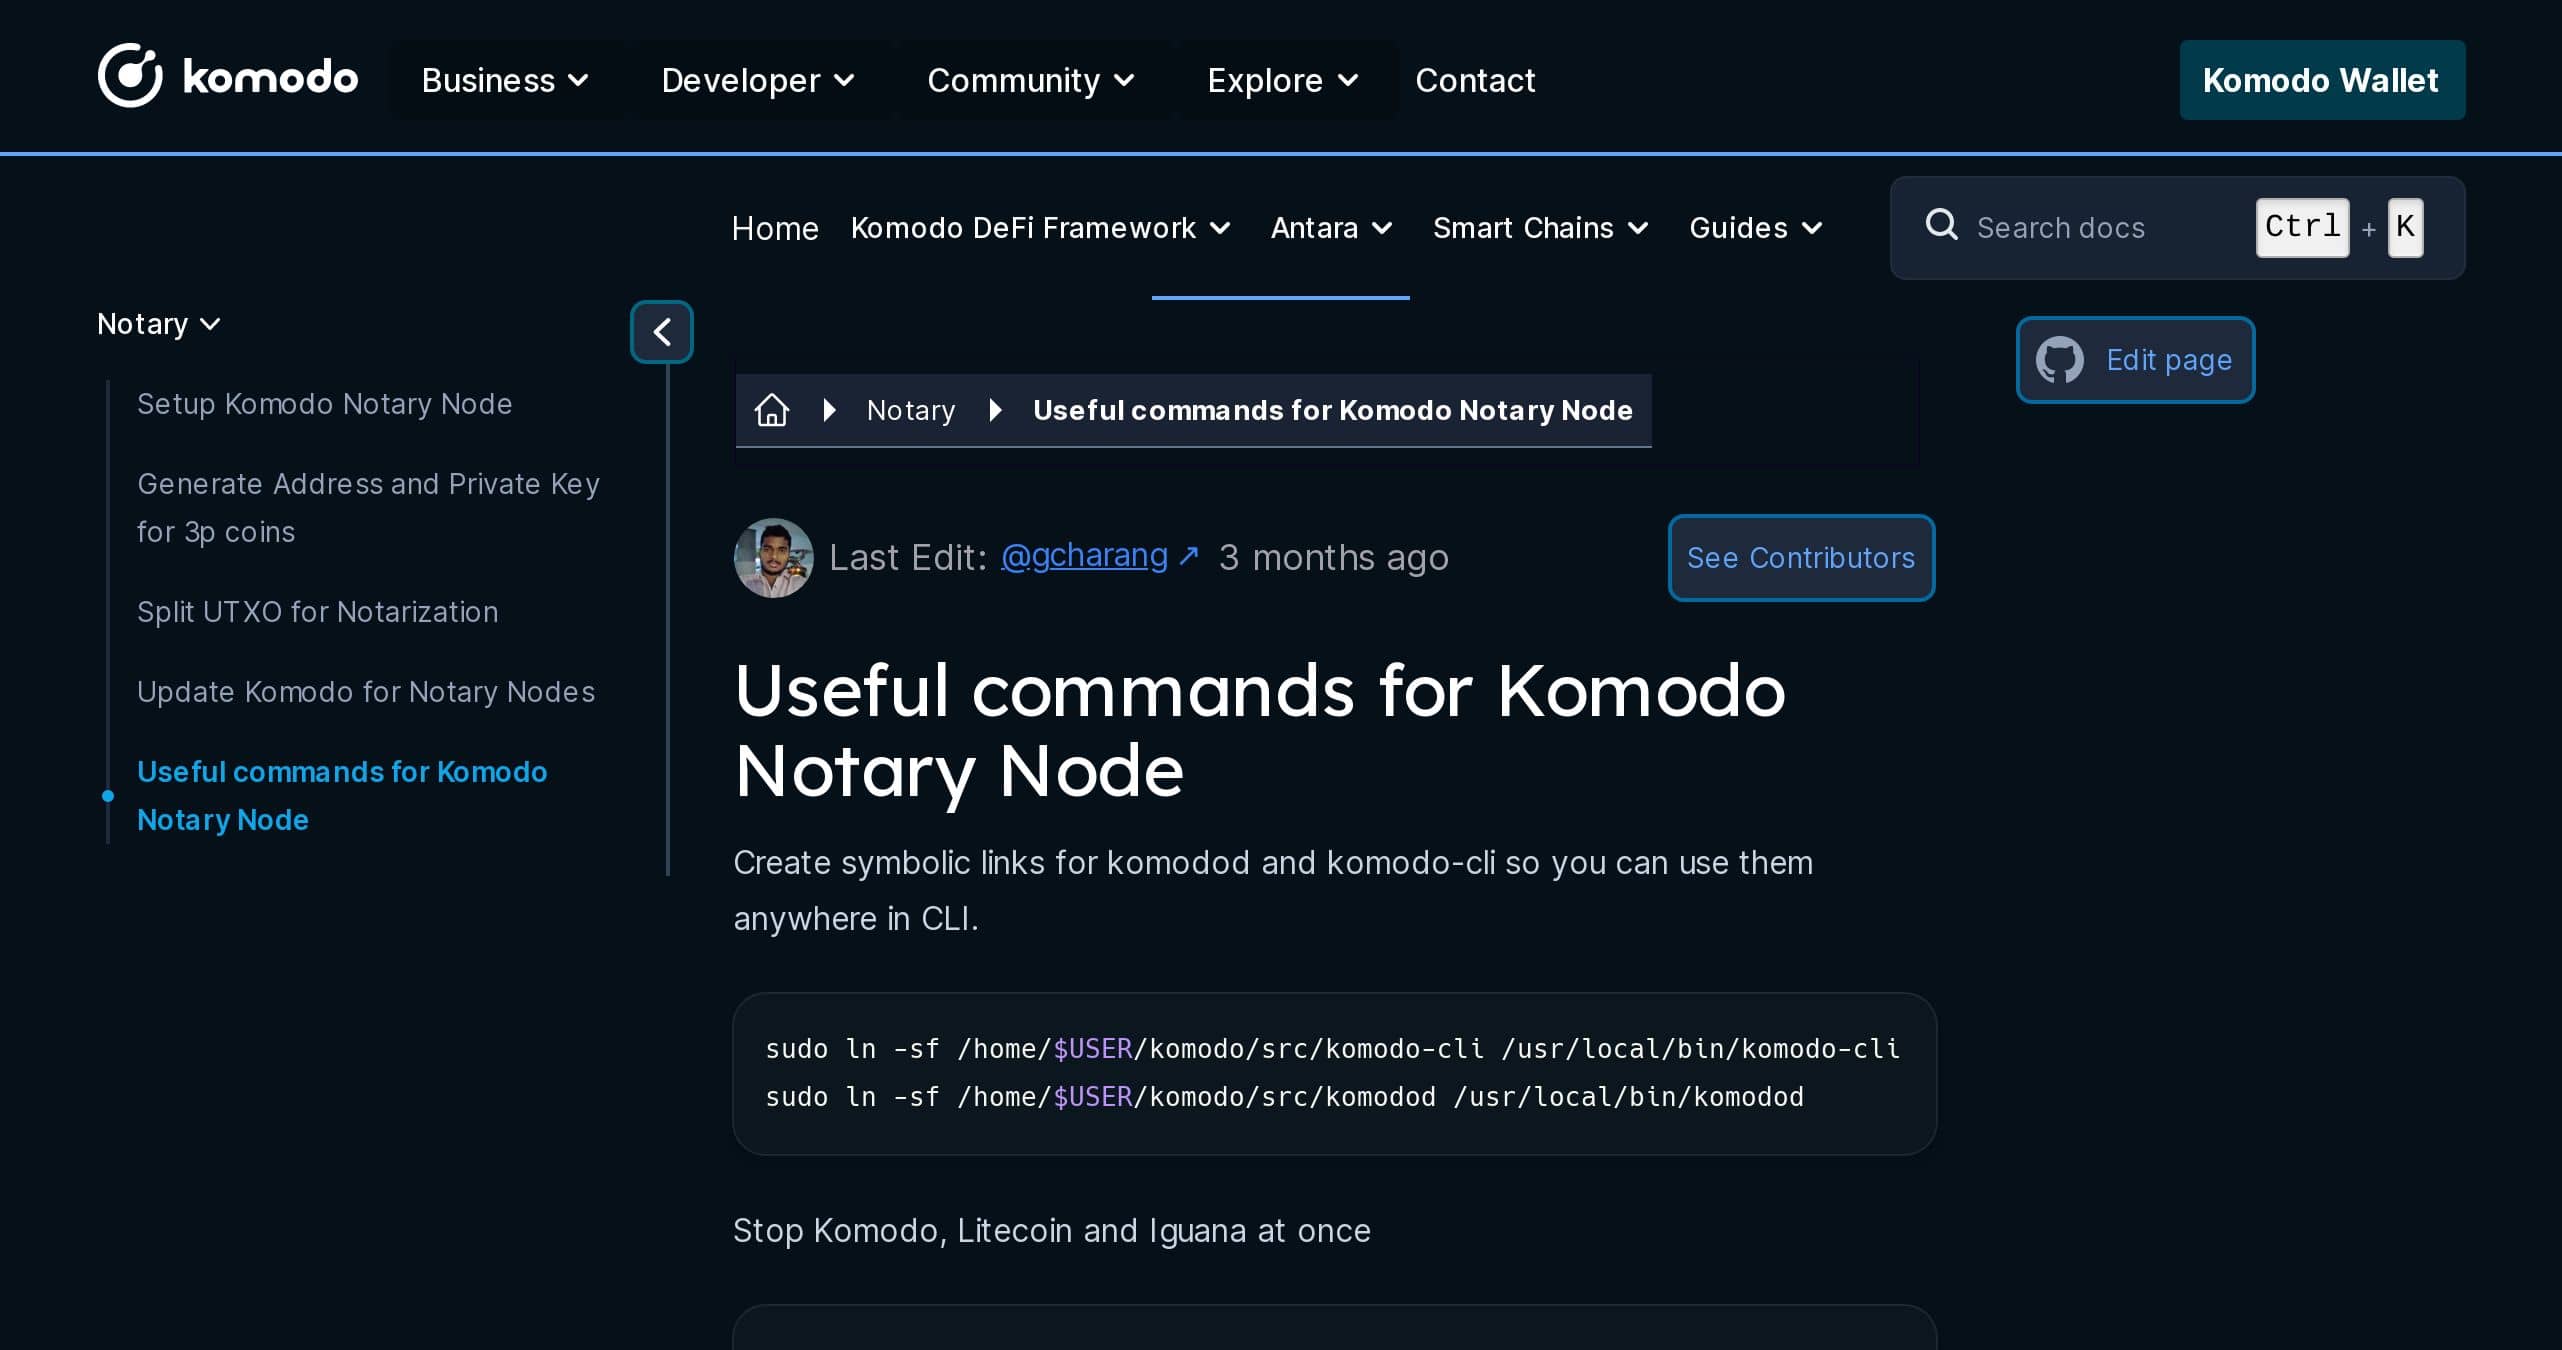 komodo Business Developer Community Explore Contact Komodo Wallet
Home Komodo DeFi Framework Antara Smart Chains Guides Search docs Ctrl + K
Notary
Edit page
Setup Komodo Notary Node
Generate Address and Private Key
for 3p coins
Split UTXO for Notarization
Update Komodo for Notary Nodes
Useful commands for Komodo
Notary Node
Notary Useful commands for Komodo Notary Node
Last Edit: @gcharang ↗ 3 months ago See Contributors
Useful commands for Komodo
Notary Node
Create symbolic links for komodod and komodo-cli so you can use them
anywhere in CLI.
sudo ln -sf /home/$USER/komodo/src/komodo-cli /usr/local/bin/komodo-cli
sudo ln -sf /home/$USER/komodo/src/komodod /usr/local/bin/komodod
Stop Komodo, Litecoin and Iguana at once